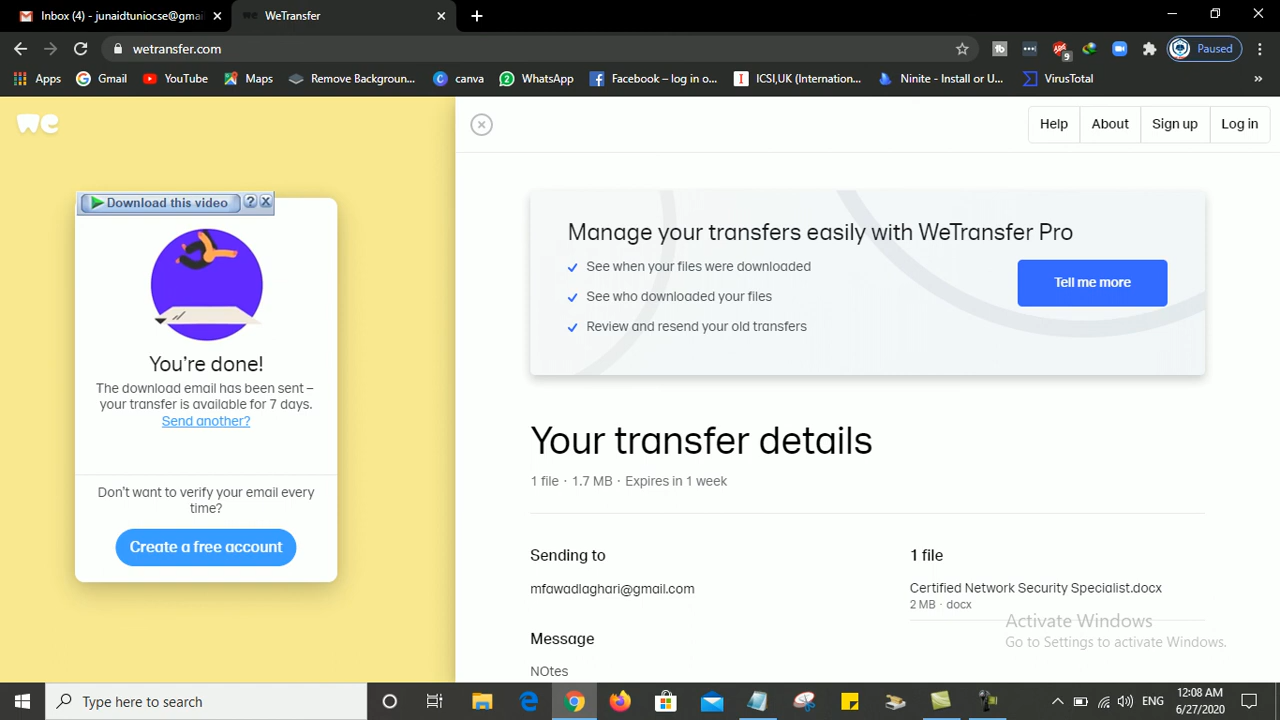 Inbox (4) - junaidtuniocse@gmai
WeTransfer
wetransfer.com
9
Paused
Apps
Gmail
YouTube
Maps
Remove Backgroun...
canva
WhatsApp
Facebook – log in o...
ICSI,UK (Internation...
Ninite - Install or U...
VirusTotal
we
Help
About
Sign up
Log in
Download this video
You're done!
The download email has been sent –
your transfer is available for 7 days.
Send another?
Don't want to verify your email every
time?
Create a free account
Manage your transfers easily with WeTransfer Pro
See when your files were downloaded
See who downloaded your files
Review and resend your old transfers
Tell me more
Your transfer details
1 file · 1.7 MB · Expires in 1 week
Sending to
mfawadlaghari@gmail.com
Message
NOtes
1 file
Certified Network Security Specialist.docx
2 MB · docx
Activate Windows
Go to Settings to activate Windows.
Type here to search
ENG
12:08 AM
6/27/2020